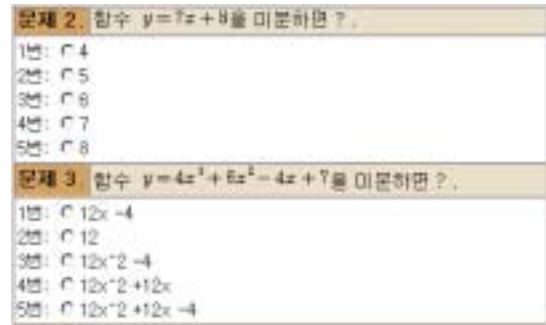 문제 2. 함수 y=7x+8을 미분하면 ? .
1번: 4
2번: 5
3번: 6
4번: 7
5번: 8
문제 3. 함수 y=4x³+6x²-4x+7을 미분하면 ? .
1번: 12x -4
2번: 12
3번: 12x^2 -4
4번: 12x^2 +12x
5번: 12x^2 +12x -4